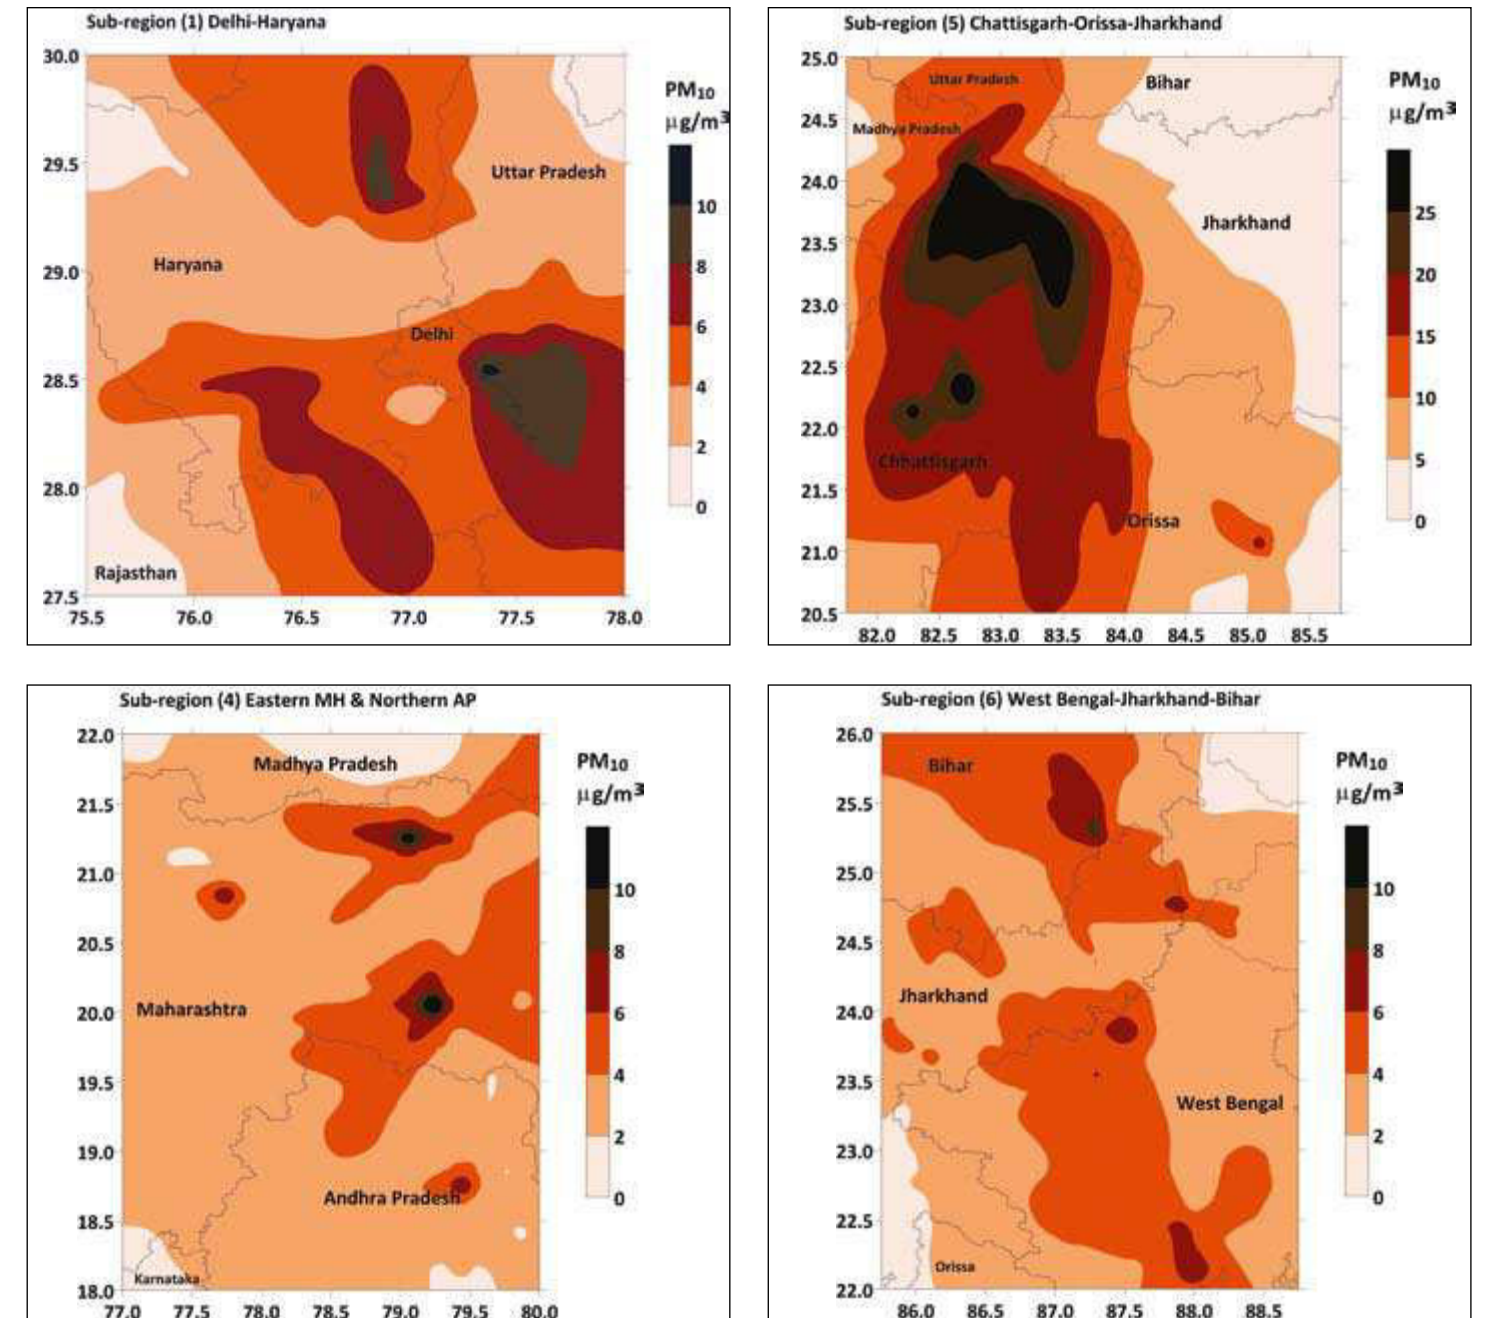 Sub-region (1) Delhi-Haryana
30.0
29.5
29.0
28.5
28.0
27.5
75.5 76.0 76.5 77.0 77.5 78.0
Uttar Pradesh
Haryana
Delhi
Rajasthan
PM10
µg/m3
10
8
6
4
2
0
Sub-region (5) Chattisgarh-Orissa-Jharkhand
25.0
24.5
24.0
23.5
23.0
22.5
22.0
21.5
21.0
20.5
82.0 82.5 83.0 83.5 84.0 84.5 85.0 85.5
Uttar Pradesh
Bihar
Madhya Pradesh
Jharkhand
Chhattisgarh
Orissa
PM10
µg/m3
25
20
15
10
5
0
Sub-region (4) Eastern MH & Northern AP
22.0
21.5
21.0
20.5
20.0
19.5
19.0
18.5
18.0
77.0 77.5 78.0 78.5 79.0 79.5 80.0
Madhya Pradesh
Maharashtra
Andhra Pradesh
Karnataka
PM10
µg/m3
10
8
6
4
2
0
Sub-region (6) West Bengal-Jharkhand-Bihar
26.0
25.5
25.0
24.5
24.0
23.5
23.0
22.5
22.0
86.0 86.5 87.0 87.5 88.0 88.5
Bihar
Jharkhand
West Bengal
Orissa
PM10
µg/m3
10
8
6
4
2
0